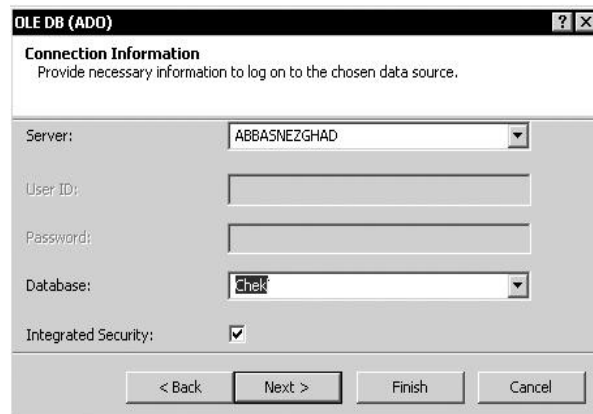 OLE DB (ADO)
Connection Information
Provide necessary information to log on to the chosen data source.
Server: ABBASNEZGHAD
User ID:
Password:
Database: Chek
Integrated Security:
< Back Next > Finish Cancel